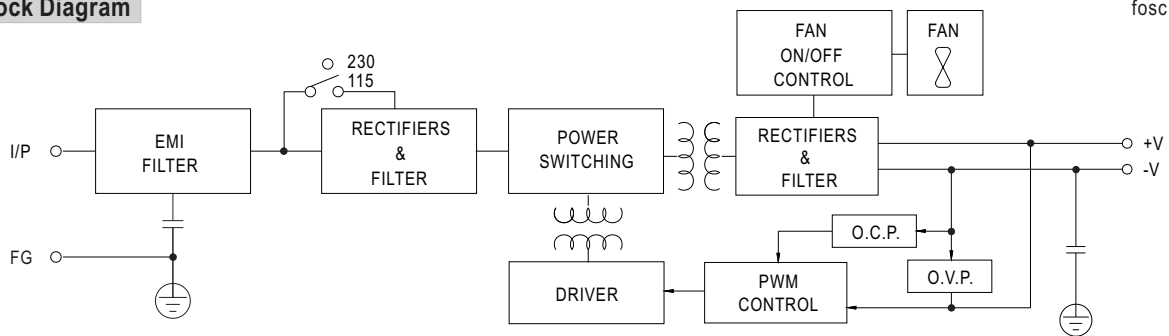 ock Diagram
fosc
230
115
FAN
ON/OFF
CONTROL
FAN
I/P
EMI
FILTER
RECTIFIERS
&
FILTER
POWER
SWITCHING
RECTIFIERS
&
FILTER
+V
-V
O.C.P.
FG
DRIVER
PWM
CONTROL
O.V.P.